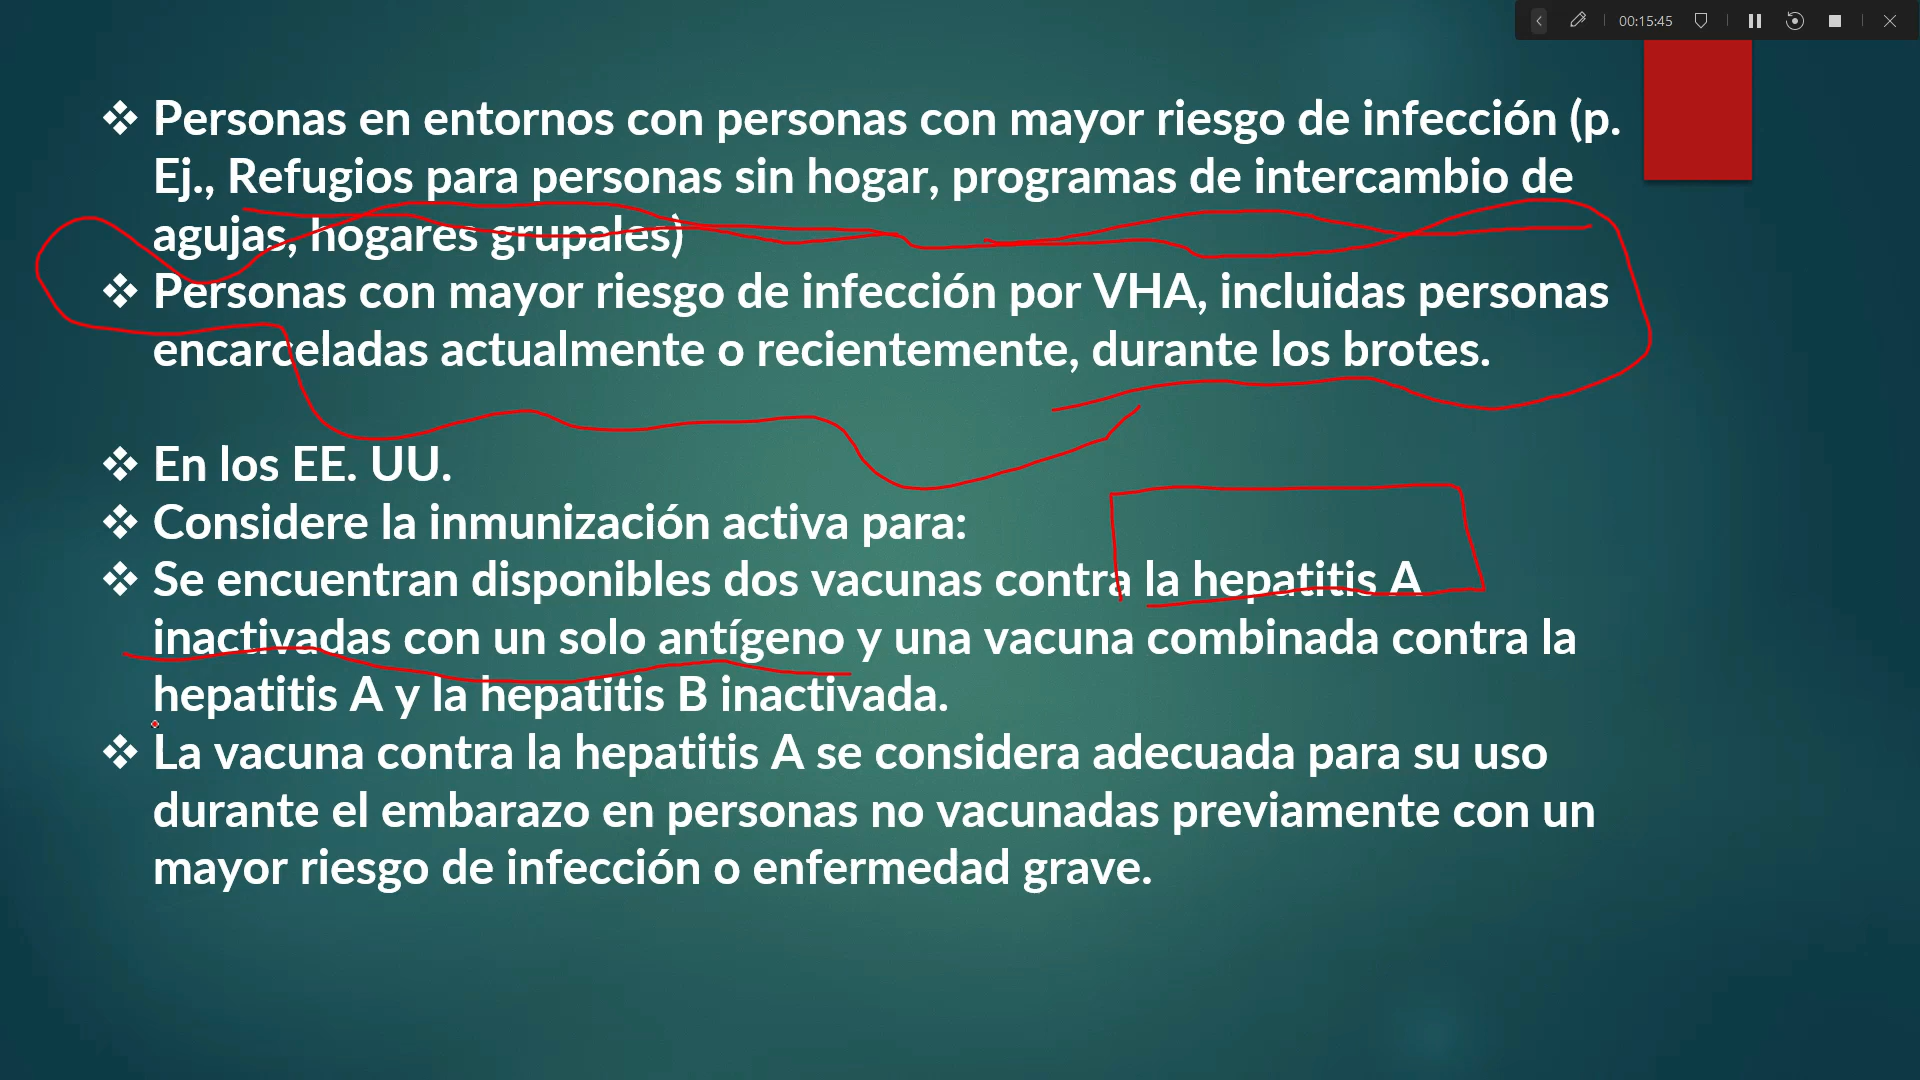 00:15:45
❖ Personas en entornos con personas con mayor riesgo de infección (p.
Ej., Refugios para personas sin hogar, programas de intercambio de
agujas, hogares grupales)
❖ Personas con mayor riesgo de infección por VHA, incluidas personas
encarceladas actualmente o recientemente, durante los brotes.
❖ En los EE. UU.
❖ Considere la inmunización activa para:
❖ Se encuentran disponibles dos vacunas contra la hepatitis A
inactivadas con un solo antígeno y una vacuna combinada contra la
hepatitis A y la hepatitis B inactivada.
❖ La vacuna contra la hepatitis A se considera adecuada para su uso
durante el embarazo en personas no vacunadas previamente con un
mayor riesgo de infección o enfermedad grave.